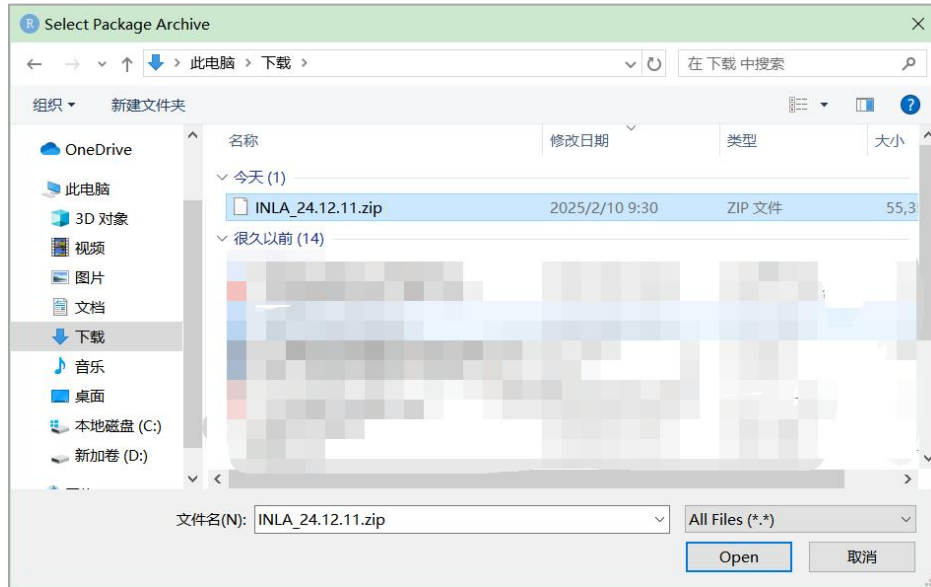 Select Package Archive
此电脑 > 下载 >
在 下载 中搜索
组织
新建文件夹
名称
修改日期
类型
大小
OneDrive
此电脑
3D 对象
视频
图片
文档
下载
音乐
桌面
本地磁盘 (C:)
新加卷 (D:)
今天 (1)
INLA_24.12.11.zip 2025/2/10 9:30 ZIP 文件 55,3
很久以前 (14)
文件名(N): INLA_24.12.11.zip All Files (*.*)
Open 取消